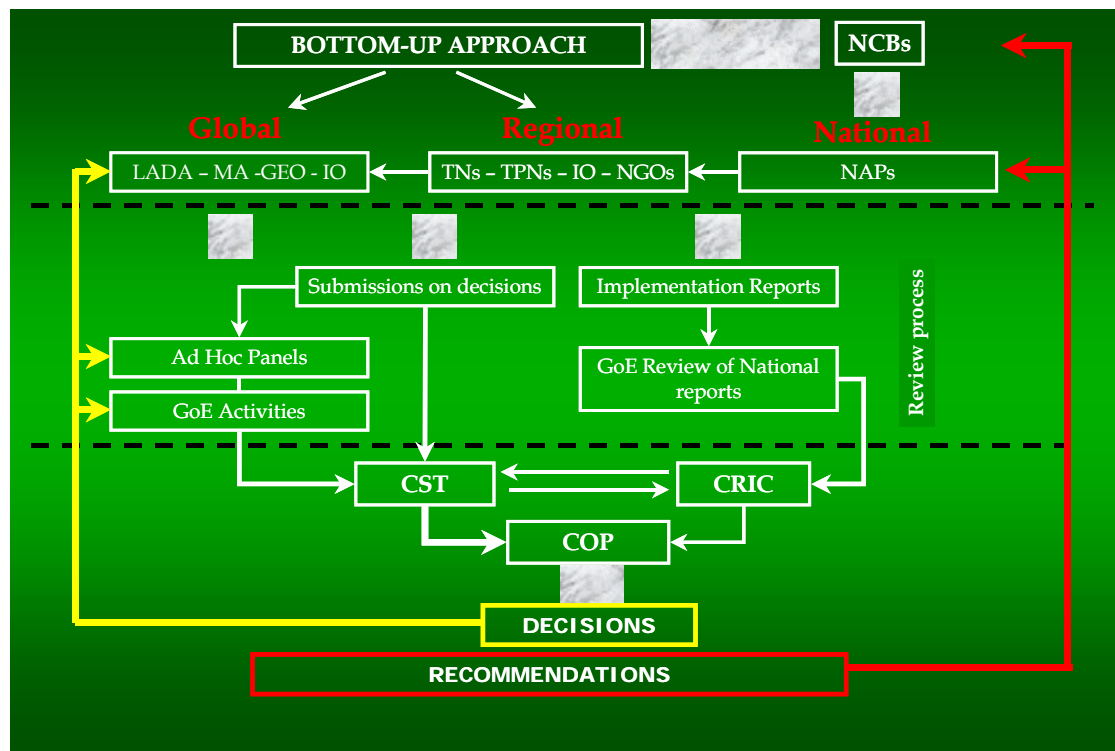 BOTTOM-UP APPROACH
NCBs
Global
Regional
National
LADA – MA -GEO - IO
TNs – TPNs – IO – NGOs
NAPs
Submissions on decisions
Implementation Reports
Review process
Ad Hoc Panels
GoE Review of National
reports
GoE Activities
CST
CRIC
COP
DECISIONS
RECOMMENDATIONS